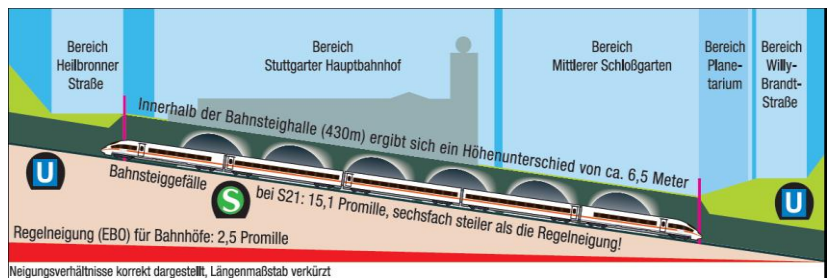 Bereich
Heilbronner
Straße
Bereich
Stuttgarter Hauptbahnhof
Bereich
Mittlerer Schloßgarten
Bereich
Plane-
tarium
Bereich
Willy-
Brandt-
Straße
Innerhalb der Bahnsteighalle (430m) ergibt sich ein Höhenunterschied von ca. 6,5 Meter
U
Bahnsteiggefälle
S
bei S21: 15,1 Promille, sechsfach steiler als die Regelneigung!
U
Regelneigung (EBO) für Bahnhöfe: 2,5 Promille
Neigungsverhältnisse korrekt dargestellt, Längenmaßstab verkürzt